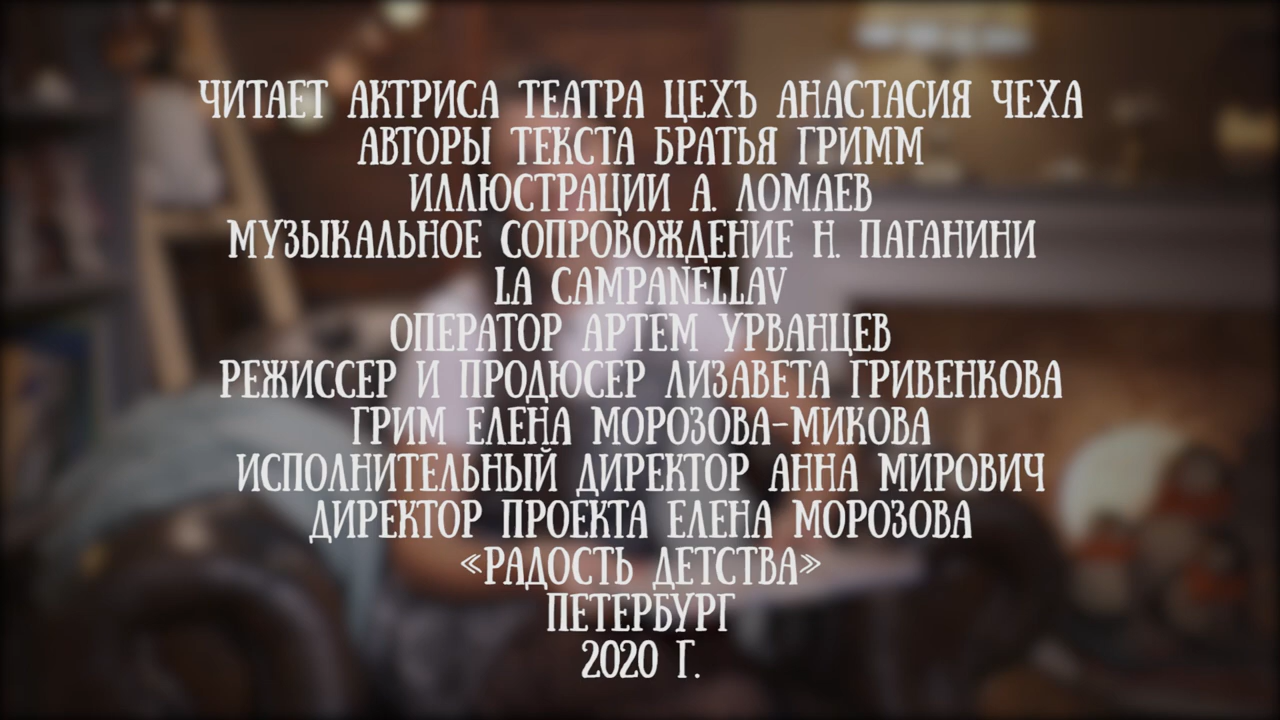 ЧИТАЕТ АКТРИСА ТЕАТРА ЦЕХЪ АНАСТАСИЯ ЧЕХА
АВТОРЫ ТЕКСТА БРАТЬЯ ГРИММ
ИЛЛЮСТРАЦИИ А. ЛОМАЕВ
МУЗЫКАЛЬНОЕ СОПРОВОЖДЕНИЕ Н. ПАГАНИНИ
LA CAMPANELLAV
ОПЕРАТОР АРТЕМ УРВАНЦЕВ
РЕЖИССЕР И ПРОДЮСЕР ЛИЗАВЕТА ГРИВЕНКОВА
ГРИМ ЕЛЕНА МОРОЗОВА-МИКОВА
ИСПОЛНИТЕЛЬНЫЙ ДИРЕКТОР АННА МИРОВИЧ
ДИРЕКТОР ПРОЕКТА ЕЛЕНА МОРОЗОВА
«РАДОСТЬ ДЕТСТВА»
ПЕТЕРБУРГ
2020 Г.